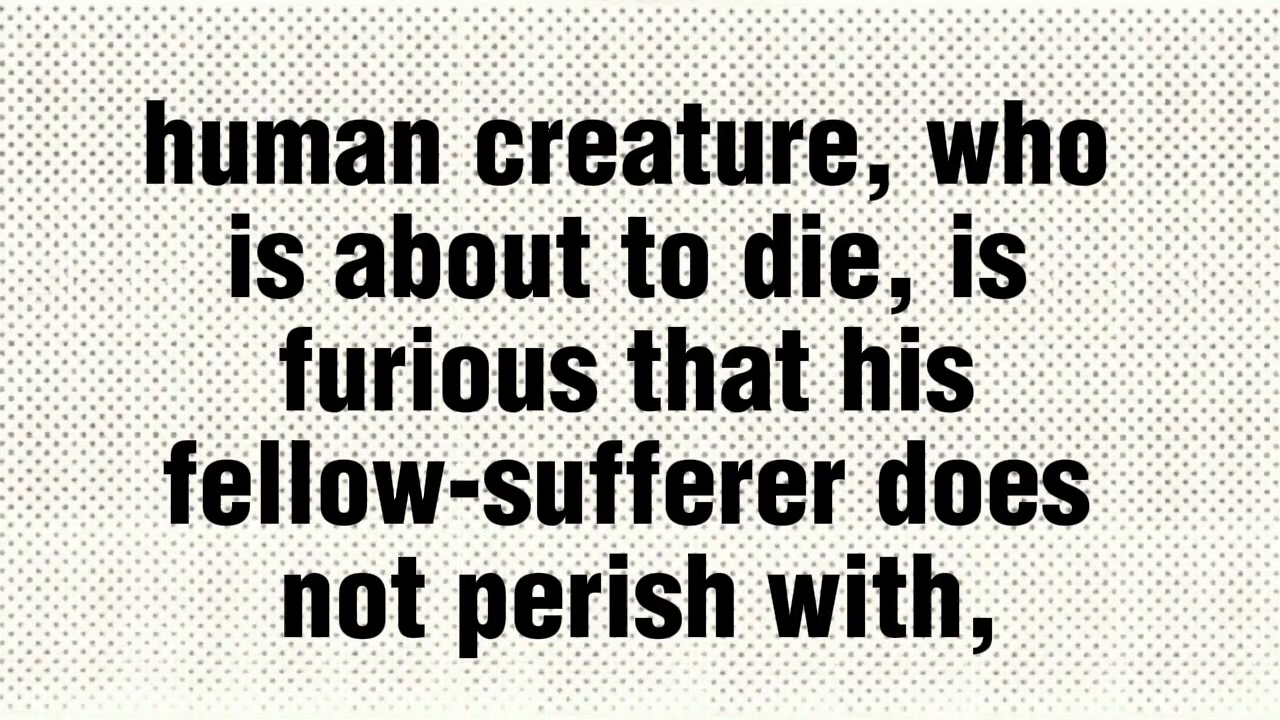 human creature, who
is about to die, is
furious that his
fellow-sufferer does
not perish with,